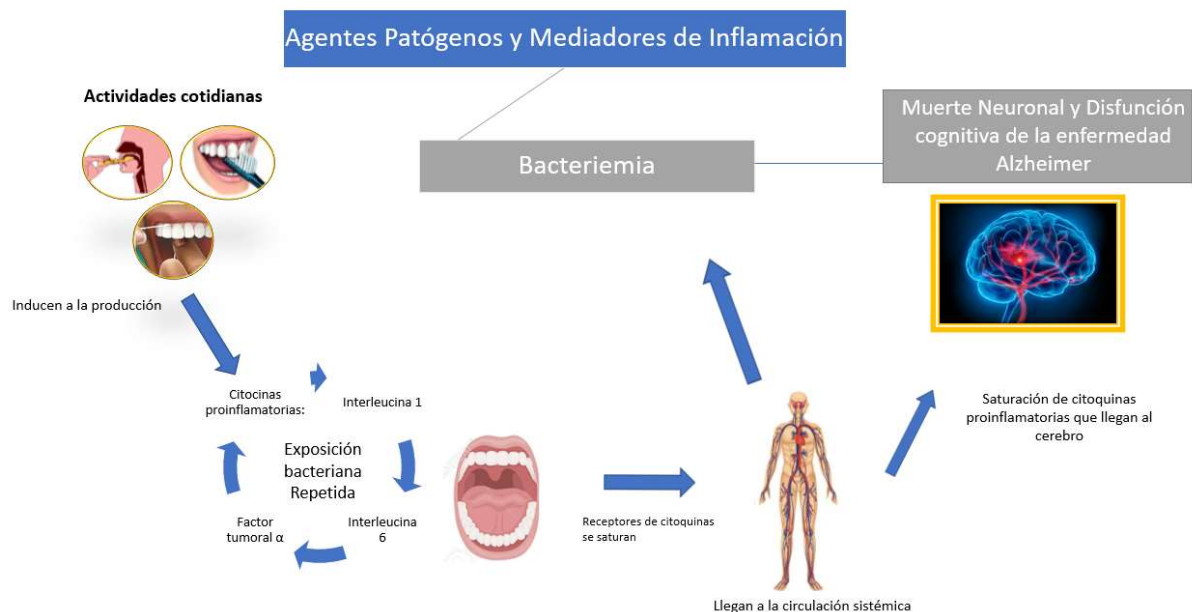 Agentes Patógenos y Mediadores de Inflamación
Actividades cotidianas
Bacteriemia
Muerte Neuronal y Disfunción
cognitiva de la enfermedad
Alzheimer
Inducen a la producción
Citocinas
proinflamatorias:
Interleucina 1
Exposición
bacteriana
Repetida
Factor
tumoral α
Interleucina
6
Receptores de citoquinas
se saturan
Saturación de citoquinas
proinflamatorias que llegan al
cerebro
Llegan a la circulación sistémica